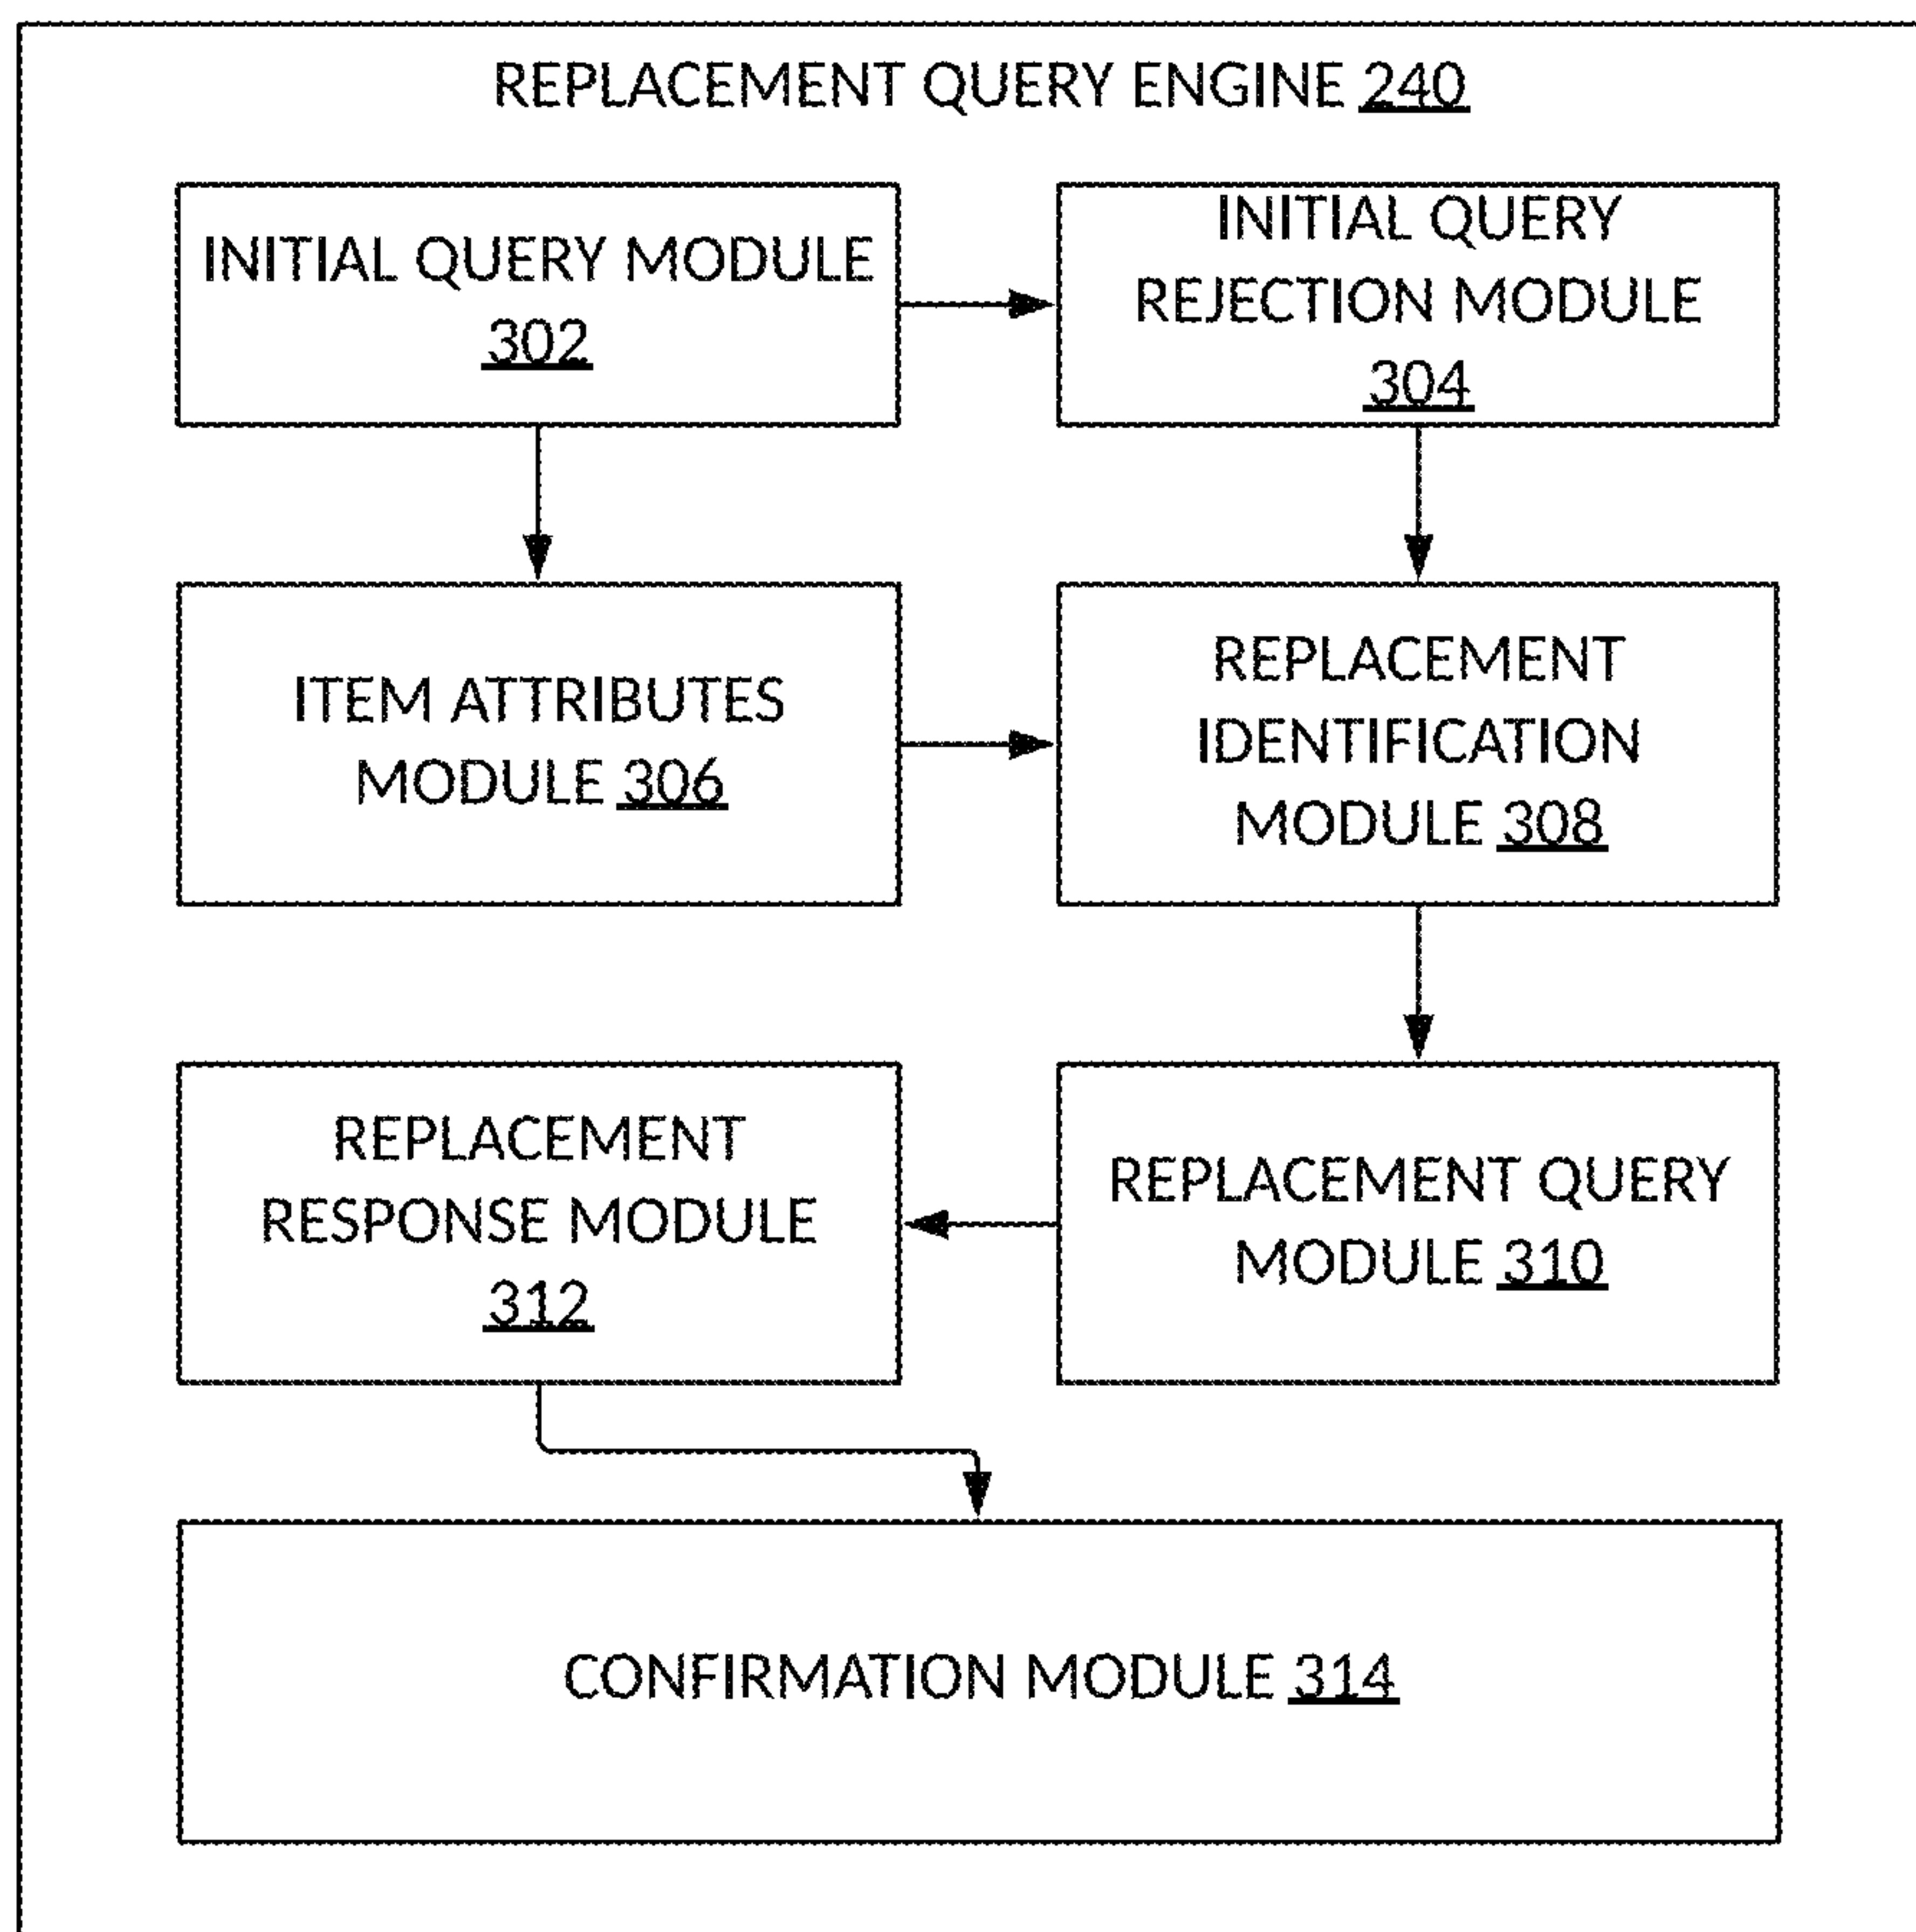 REPLACEMENT QUERY ENGINE 240
INITIAL QUERY MODULE
302
INITIAL QUERY
REJECTION MODULE
304
ITEM ATTRIBUTES
MODULE 306
REPLACEMENT
IDENTIFICATION
MODULE 308
REPLACEMENT
RESPONSE MODULE
312
REPLACEMENT QUERY
MODULE 310
CONFIRMATION MODULE 314